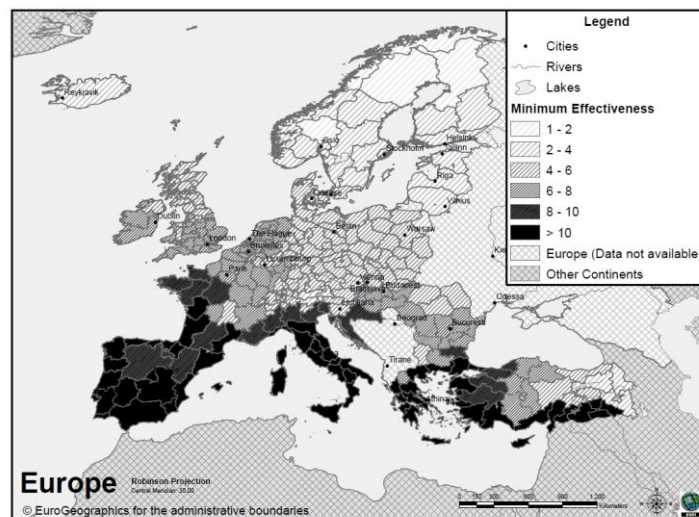 Legend
Cities
Rivers
Lakes
Minimum Effectiveness
1 - 2
2 - 4
4 - 6
6 - 8
8 - 10
> 10
Europe (Data not available
Other Continents
Reykjavik
Oslo
Helsinki
Stockholm
Tallinn
Riga
Vilnius
Dublin
Berlin
Warsaw
London
The Hague
Bruxelles
Kie
Luxembourg
Paris
Vienna
Bratislava
Budapest
Ljubljana
Odessa
Beograd
Bucuresti
Tirane
Athina
Europe
Robinson Projection
Central Meridian: 30.00
© EuroGeographics for the administrative boundaries
Kilometers